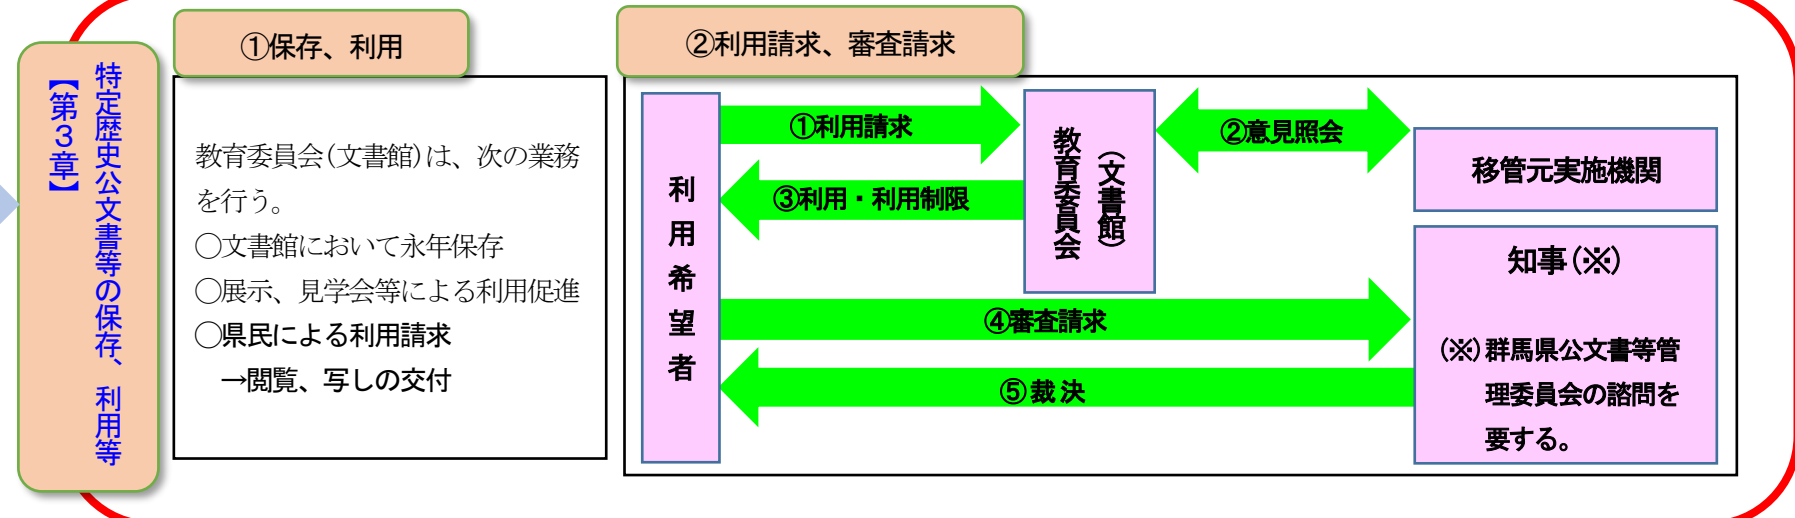 特定歴史公文書等の保存、利用等
【第３章】
①保存、利用
教育委員会(文書館)は、次の業務
を行う。
○文書館において永年保存
○展示、見学会等による利用促進
○県民による利用請求
→閲覧、写しの交付
②利用請求、審査請求
利用希望者
①利用請求
③利用・利用制限
教育委員会
（文書館）
②意見照会
移管元実施機関
④審査請求
⑤裁決
知事(※)
(※)群馬県公文書等管
理委員会の諮問を
要する。